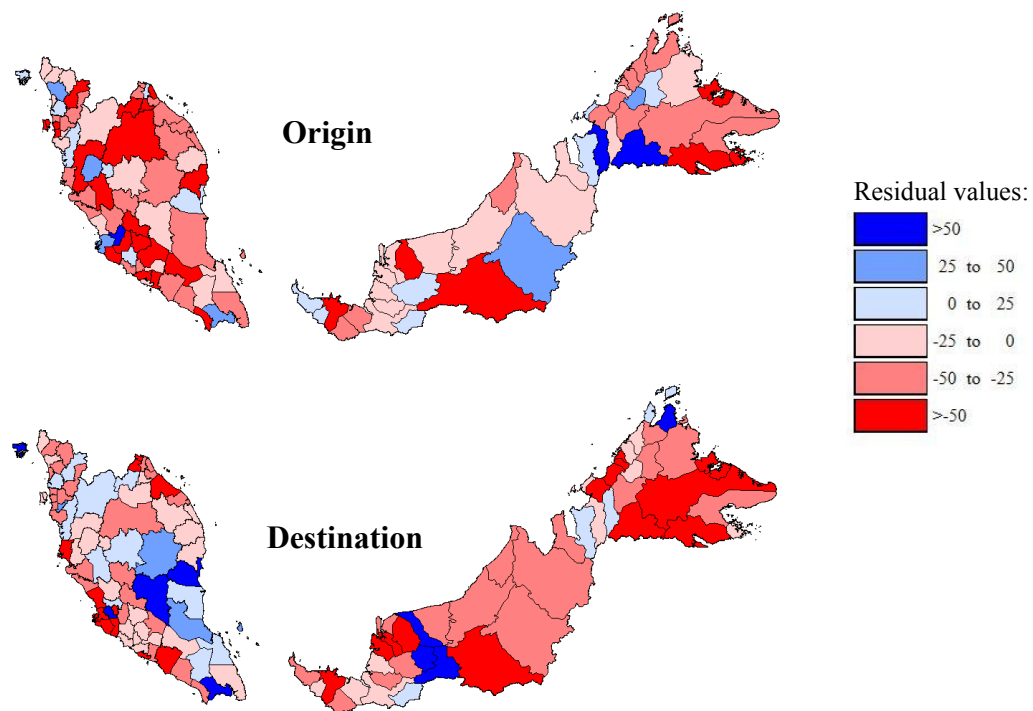 Origin
Residual values:
>50
25 to 50
0 to 25
-25 to 0
-50 to -25
>-50
Destination